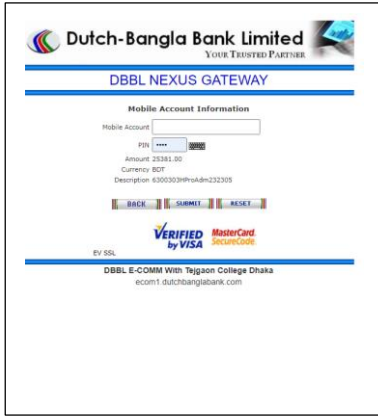 Dutch-Bangla Bank Limited
YOUR TRUSTED PARTNER
DBBL NEXUS GATEWAY
Mobile Account Information
Mobile Account
PIN ••••
Amount 25381.00
Currency BDT
Description 6300303HProAdm232305
BACK SUBMIT RESET
VERIFIED by VISA
MasterCard. SecureCode.
EV SSL
DBBL E-COMM With Tejgaon College Dhaka
ecom1.dutchbanglabank.com